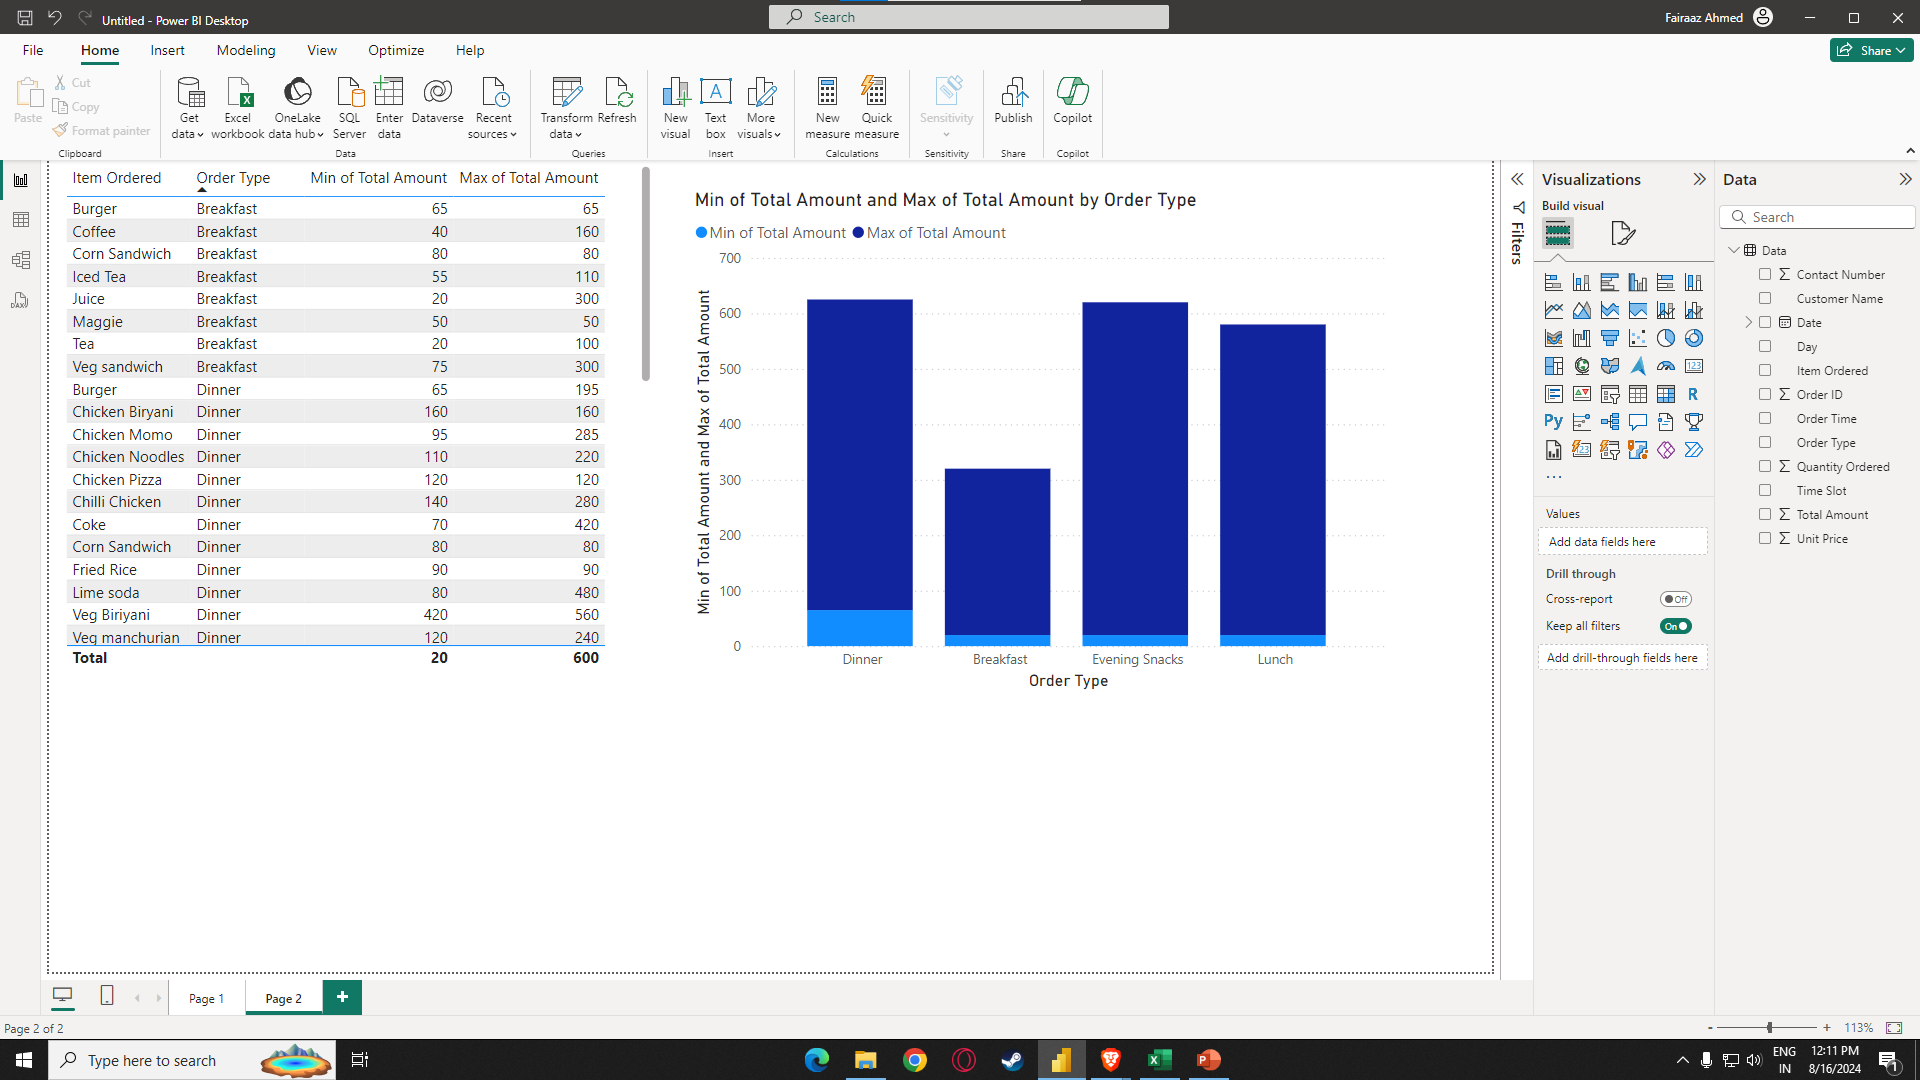 Untitled - Power BI Desktop
Search
Fairaaz Ahmed
File Home Insert Modeling View Optimize Help
Share
Paste
Cut
Copy
Format painter
Clipboard
Get data
Excel workbook
OneLake data hub
SQL Server
Enter data
Dataverse
Recent sources
Data
Transform data
Refresh
Queries
New visual
Text box
More visuals
Insert
New measure
Quick measure
Calculations
Sensitivity
Sensitivity
Publish
Share
Copilot
Copilot
Item Ordered Order Type Min of Total Amount Max of Total Amount
Burger Breakfast 65 65
Coffee Breakfast 40 160
Corn Sandwich Breakfast 80 80
Iced Tea Breakfast 55 110
Juice Breakfast 20 300
Maggie Breakfast 50 50
Tea Breakfast 20 100
Veg sandwich Breakfast 75 300
Burger Dinner 65 195
Chicken Biryani Dinner 160 160
Chicken Momo Dinner 95 285
Chicken Noodles Dinner 110 220
Chicken Pizza Dinner 120 120
Chilli Chicken Dinner 140 280
Coke Dinner 70 420
Corn Sandwich Dinner 80 80
Fried Rice Dinner 90 90
Lime soda Dinner 80 480
Veg Biriyani Dinner 420 560
Veg manchurian Dinner 120 240
Total 20 600
Min of Total Amount and Max of Total Amount by Order Type
Min of Total Amount Max of Total Amount
Min of Total Amount and Max of Total Amount
700
600
500
400
300
200
100
0
Dinner Breakfast Evening Snacks Lunch
Order Type
Filters
Visualizations
Build visual
123
R
Py
123
...
Values
Add data fields here
Drill through
Cross-report Off
Keep all filters On
Add drill-through fields here
Data
Search
Data
Contact Number
Customer Name
Date
Day
Item Ordered
Order ID
Order Time
Order Type
Quantity Ordered
Time Slot
Total Amount
Unit Price
Page 1
Page 2
+
Page 2 of 2
- + 113%
Type here to search
ENG
IN
12:11 PM
8/16/2024
1